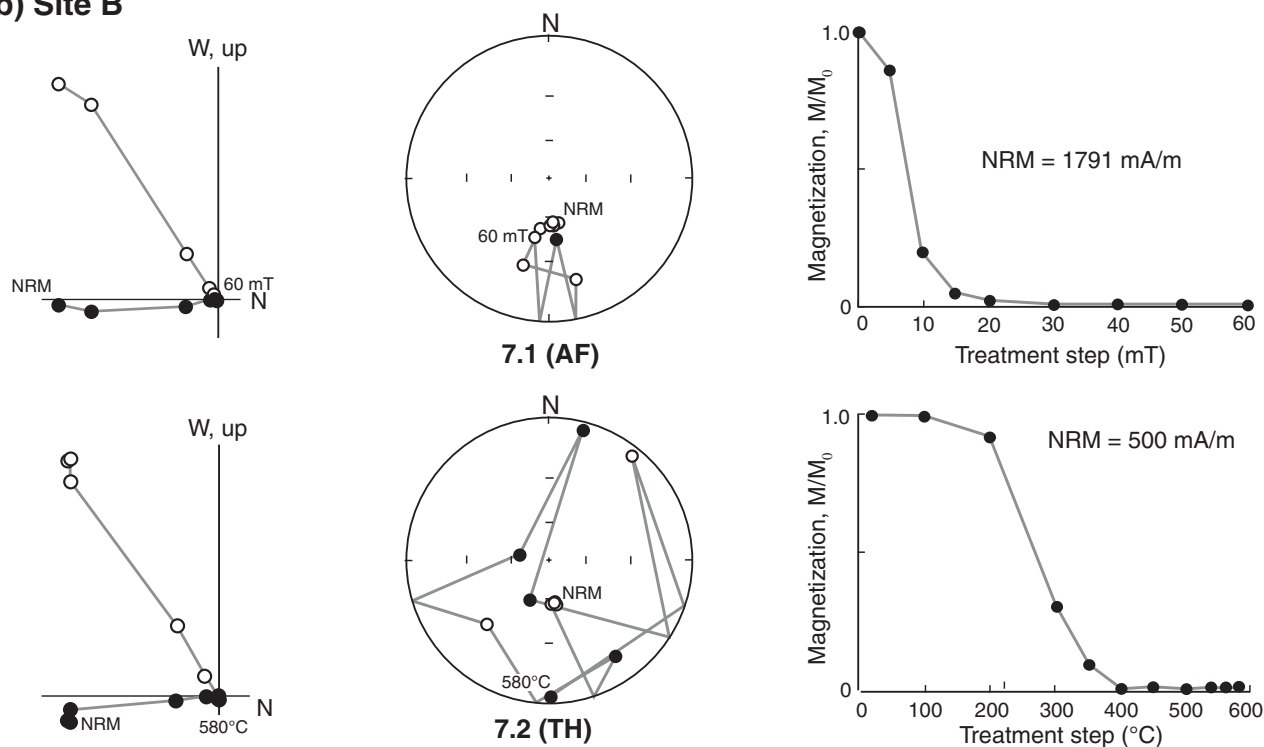 b) Site B
W, up
NRM
60 mT
N
N
NRM
60 mT
7.1 (AF)
Magnetization, M/M0
1.0
0
NRM = 1791 mA/m
0 10 20 30 40 50 60
Treatment step (mT)
W, up
N
NRM
580°C
N
NRM
580°C
7.2 (TH)
Magnetization, M/M0
1.0
0
NRM = 500 mA/m
0 100 200 300 400 500 600
Treatment step (°C)